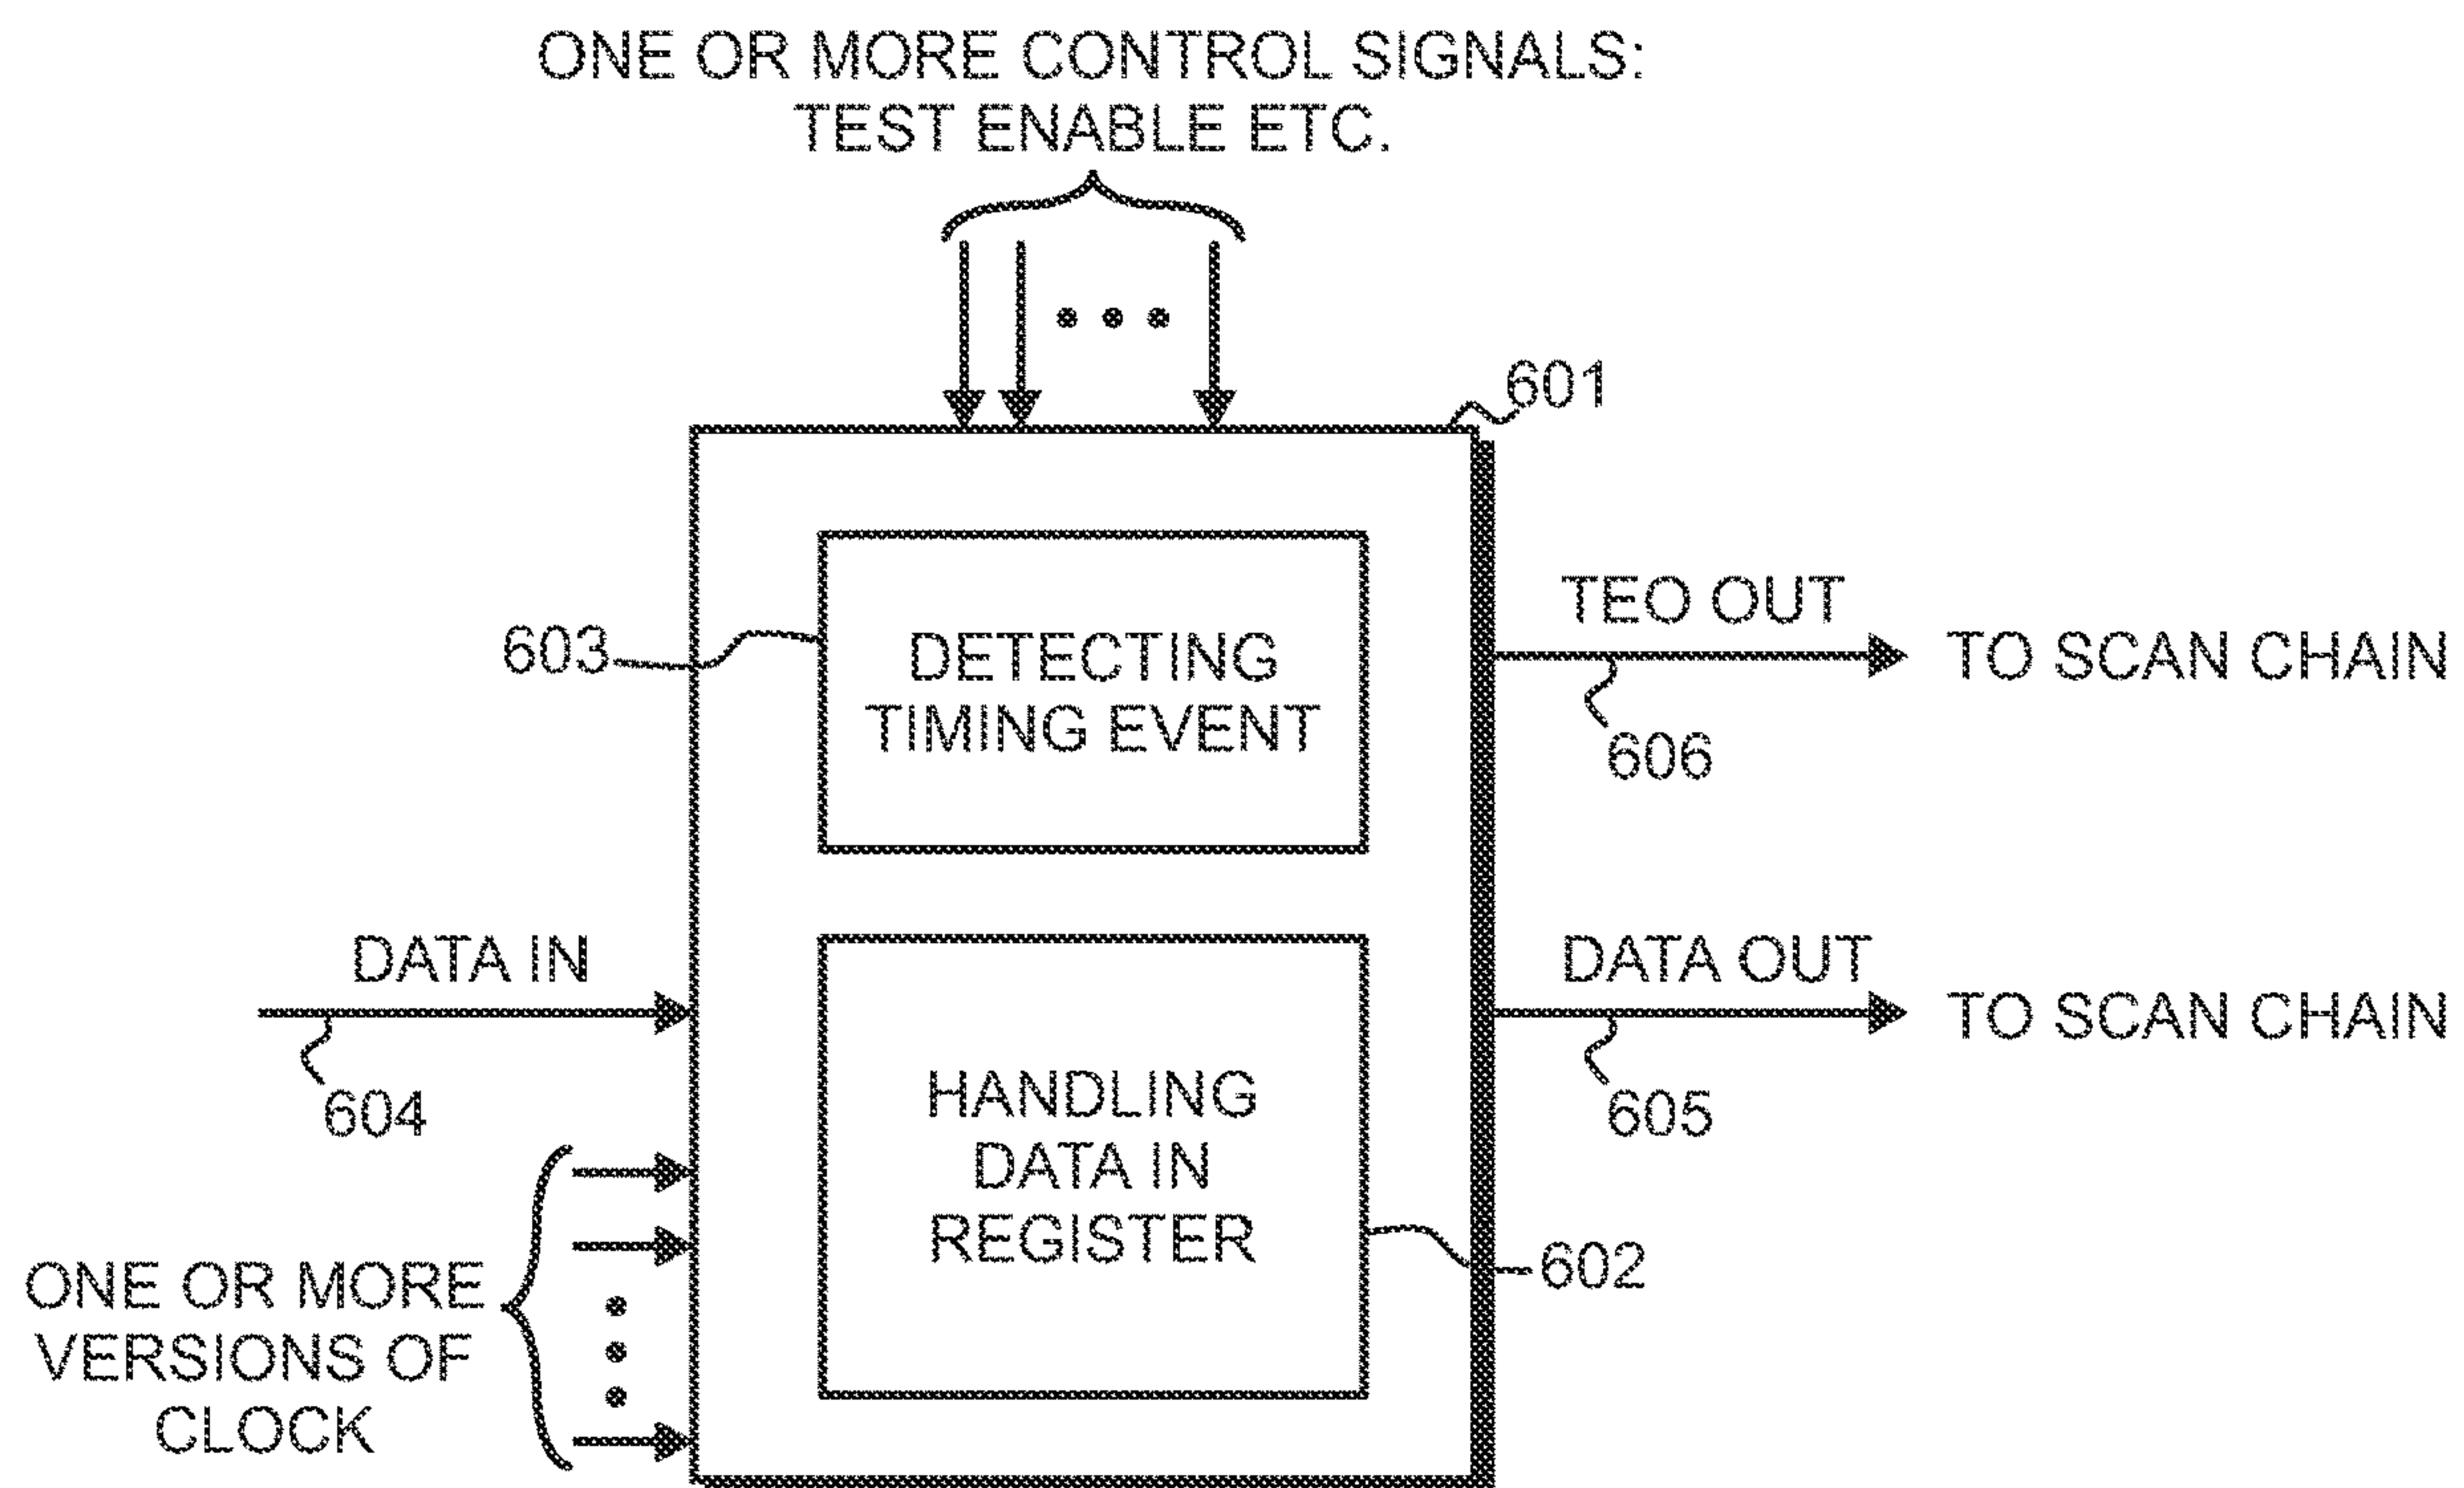 ONE OR MORE CONTROL SIGNALS:
TEST ENABLE ETC.
601
603
DETECTING
TIMING EVENT
TEO OUT
TO SCAN CHAIN
606
DATA IN
604
DATA OUT
TO SCAN CHAIN
605
HANDLING
DATA IN
REGISTER
602
ONE OR MORE
VERSIONS OF
CLOCK